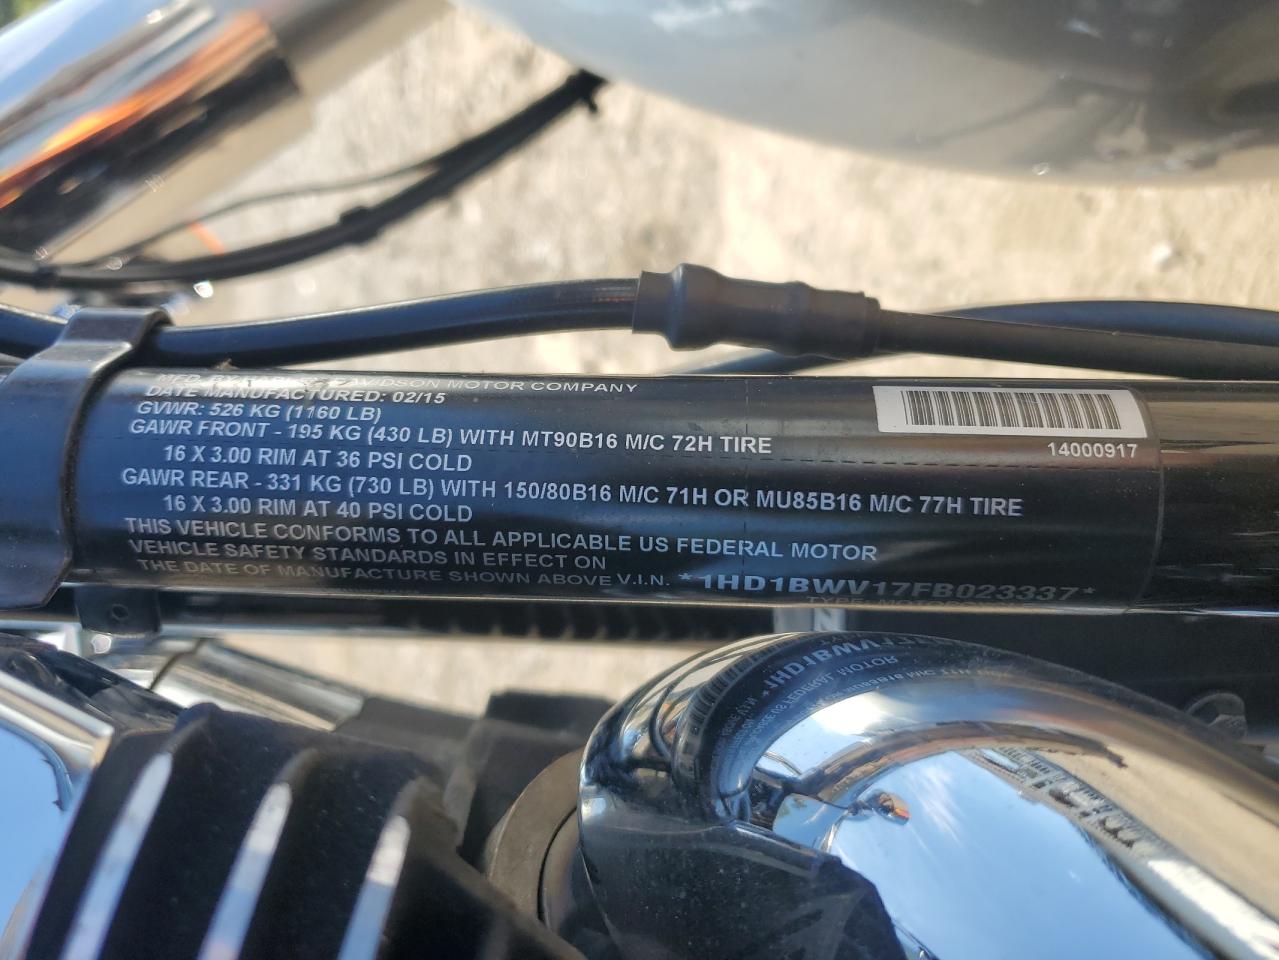 DAVIDSON MOTOR COMPANY
DATE MANUFACTURED: 02/15
GVWR: 526 KG (1160 LB)
GAWR FRONT - 195 KG (430 LB) WITH MT90B16 M/C 72H TIRE
16 X 3.00 RIM AT 36 PSI COLD
GAWR REAR - 331 KG (730 LB) WITH 150/80B16 M/C 71H OR MU85B16 M/C 77H TIRE
16 X 3.00 RIM AT 40 PSI COLD
THIS VEHICLE CONFORMS TO ALL APPLICABLE US FEDERAL MOTOR
VEHICLE SAFETY STANDARDS IN EFFECT ON
THE DATE OF MANUFACTURE SHOWN ABOVE V.I.N. *1HD1BWV17FB023337*
14000917